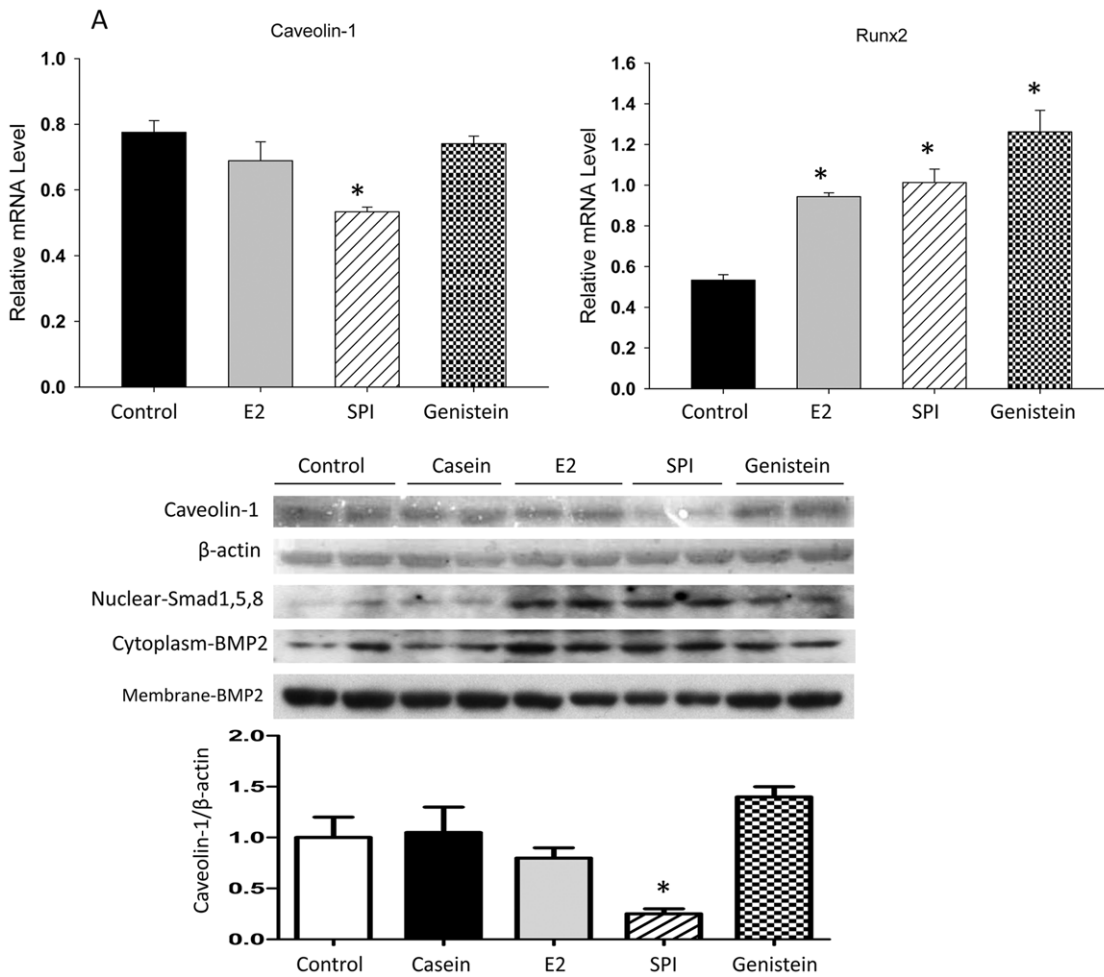 A
Caveolin-1
Relative mRNA Level
1.0
0.8
0.6
0.4
0.2
0.0
*
Control E2 SPI Genistein
Runx2
Relative mRNA Level
1.6
1.4
1.2
1.0
0.8
0.6
0.4
0.2
0.0
*
*
*
Control E2 SPI Genistein
Control Casein E2 SPI Genistein
Caveolin-1
β-actin
Nuclear-Smad1,5,8
Cytoplasm-BMP2
Membrane-BMP2
Caveolin-1/β-actin
2.0
1.5
1.0
0.5
0.0
*
Control Casein E2 SPI Genistein